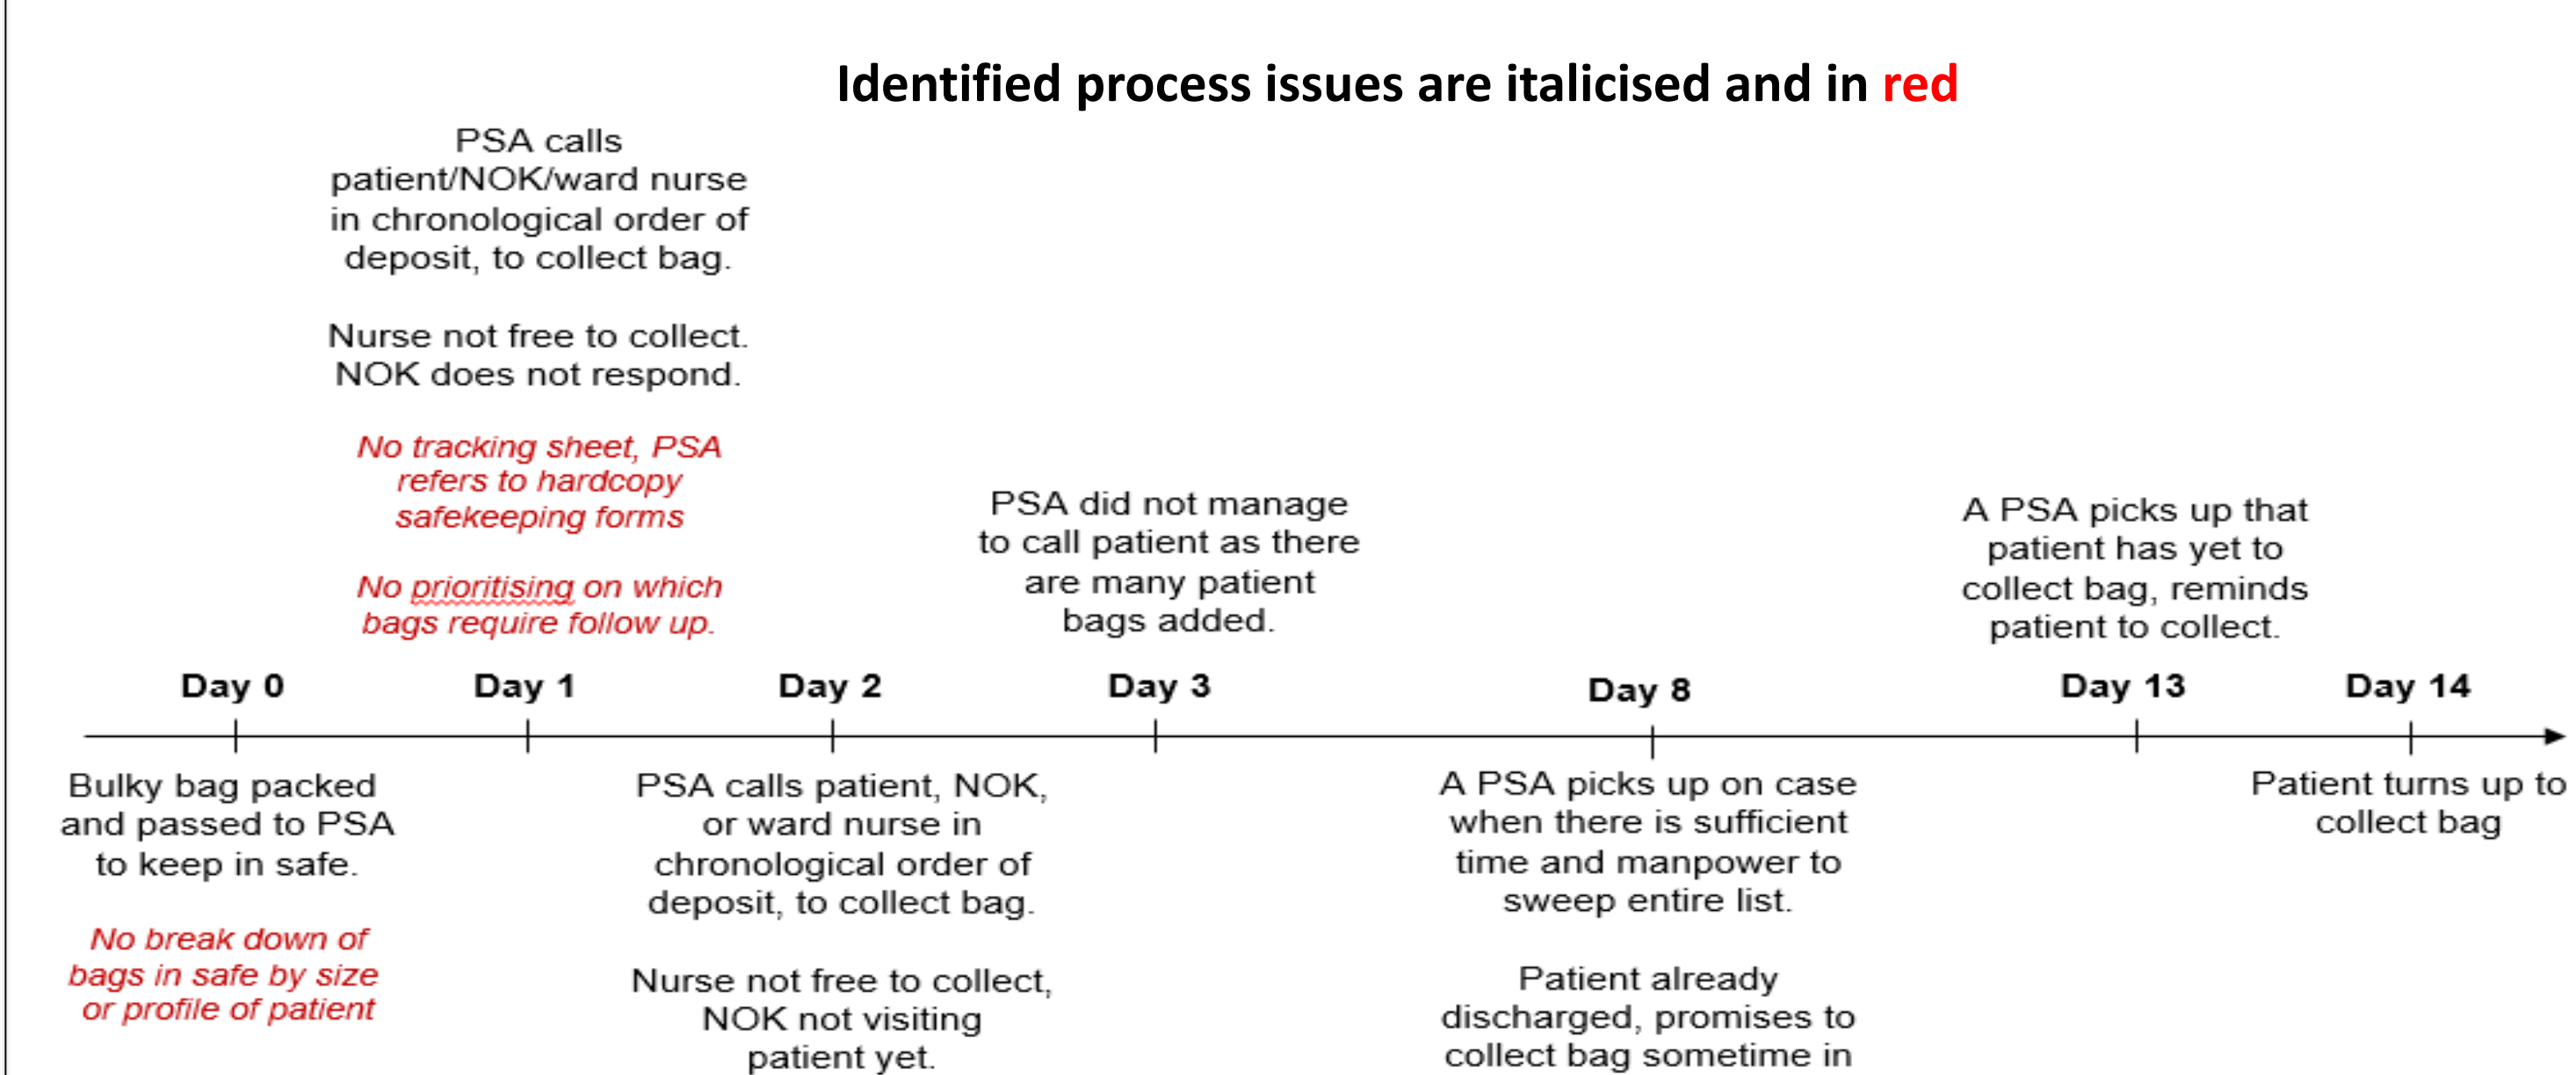 Identified process issues are italicised and in red
PSA calls
patient/NOK/ward nurse
in chronological order of
deposit, to collect bag.
Nurse not free to collect.
NOK does not respond.
No tracking sheet, PSA
refers to hardcopy
safekeeping forms
No prioritising on which
bags require follow up.
PSA did not manage
to call patient as there
are many patient
bags added.
A PSA picks up that
patient has yet to
collect bag, reminds
patient to collect.
Day 0
Day 1
Day 2
Day 3
Day 8
Day 13
Day 14
Bulky bag packed
and passed to PSA
to keep in safe.
No break down of
bags in safe by size
or profile of patient
PSA calls patient, NOK,
or ward nurse in
chronological order of
deposit, to collect bag.
Nurse not free to collect,
NOK not visiting
patient yet.
A PSA picks up on case
when there is sufficient
time and manpower to
sweep entire list.
Patient already
discharged, promises to
collect bag sometime in
Patient turns up to
collect bag